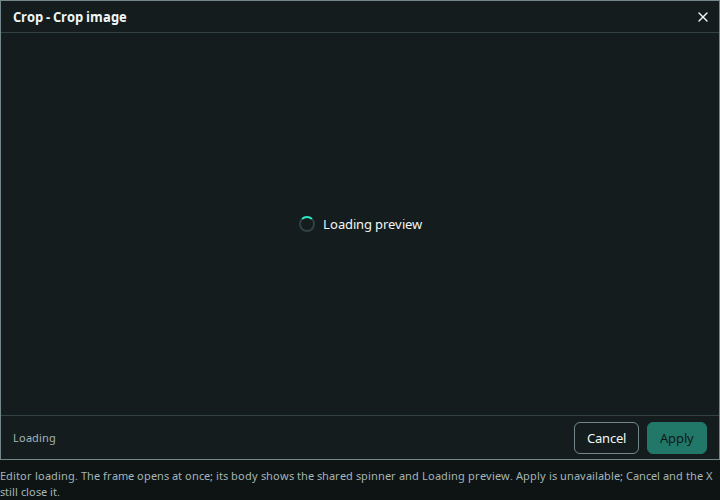 Crop - Crop image
Loading preview
Loading
Cancel
Apply
Editor loading. The frame opens at once; its body shows the shared spinner and Loading preview. Apply is unavailable; Cancel and the X
still close it.